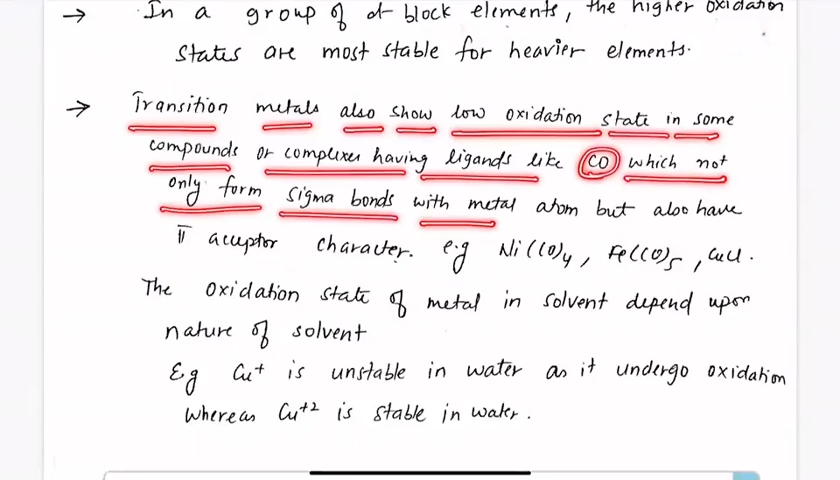 → In a group of d block elements, the higher oxidation
states are most stable for heavier elements.
→ Transition metals also show low oxidation state in some
compounds or complexes having ligands like CO which not
only form sigma bonds with metal atom but also have
π acceptor character. e.g Ni(CO)4, Fe(CO)5, CuCl.
The oxidation state of metal in solvent depend upon
nature of solvent
Eg Cu+ is unstable in water as it undergo oxidation
whereas Cu+2 is stable in water.